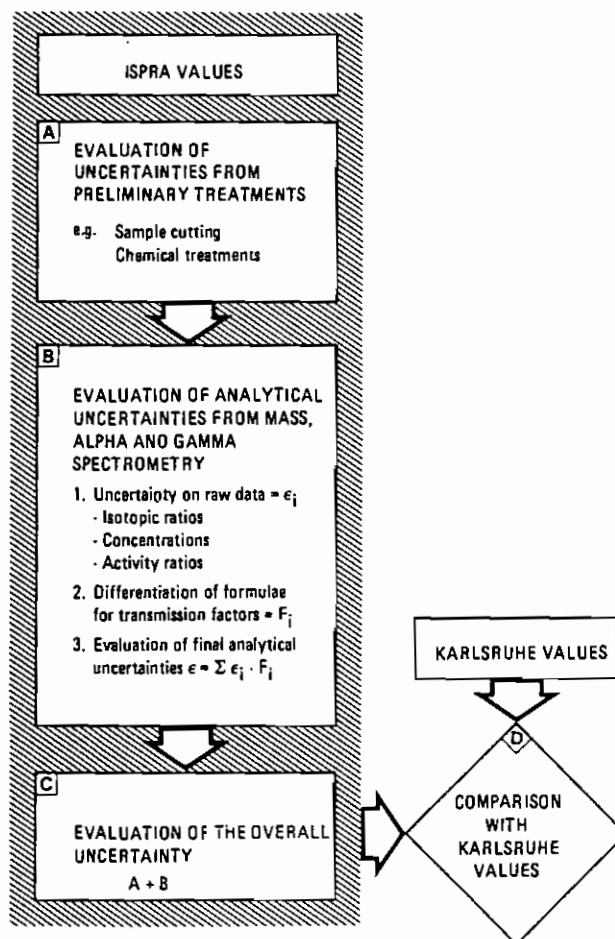 ISPRA VALUES
A
EVALUATION OF
UNCERTAINTIES FROM
PRELIMINARY TREATMENTS
e.g. Sample cutting
Chemical treatments
B
EVALUATION OF ANALYTICAL
UNCERTAINTIES FROM MASS,
ALPHA AND GAMMA
SPECTROMETRY
1. Uncertainty on raw data = ϵi
- Isotopic ratios
- Concentrations
- Activity ratios
2. Differentiation of formulae
for transmission factors = Fi
3. Evaluation of final analytical
uncertainties ϵ = Σ ϵi · Fi
C
EVALUATION OF THE OVERALL
UNCERTAINTY
A + B
KARLSRUHE VALUES
D
COMPARISON
WITH
KARLSRUHE
VALUES